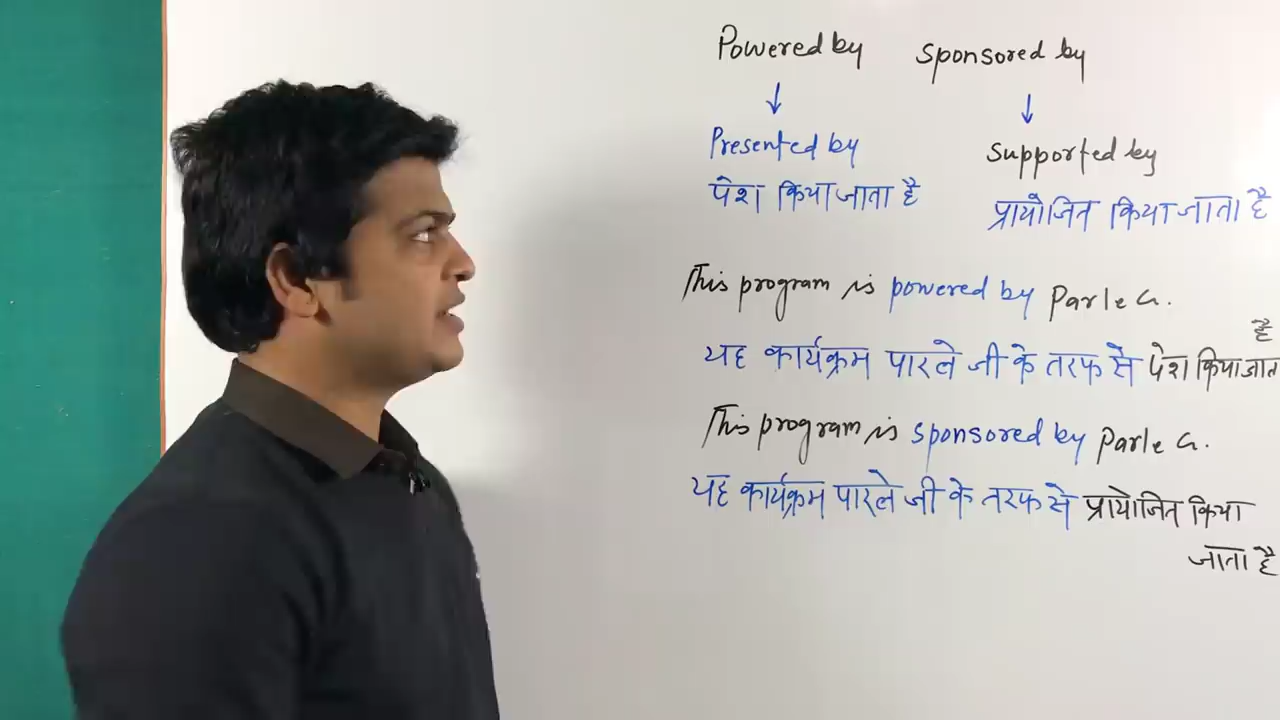 Powered by Sponsored by
↓ ↓
Presented by Supported by
पेश किया जाता है प्रायोजित किया जाता है
This program is powered by Parle G.
यह कार्यक्रम पारले जी के तरफ से पेश किया जाता है
This program is sponsored by Parle G.
यह कार्यक्रम पारले जी के तरफ से प्रायोजित किया
जाता है